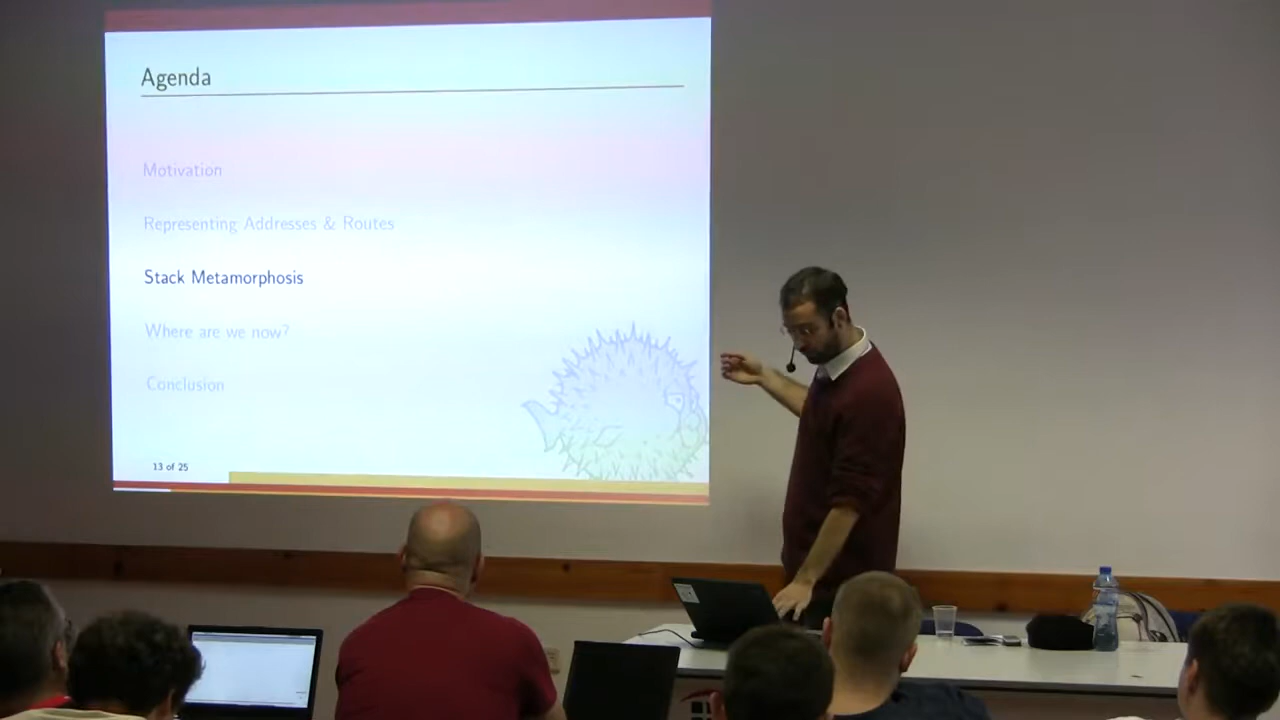 Agenda
Motivation
Representing Addresses & Routes
Stack Metamorphosis
Where are we now?
Conclusion
13 of 25